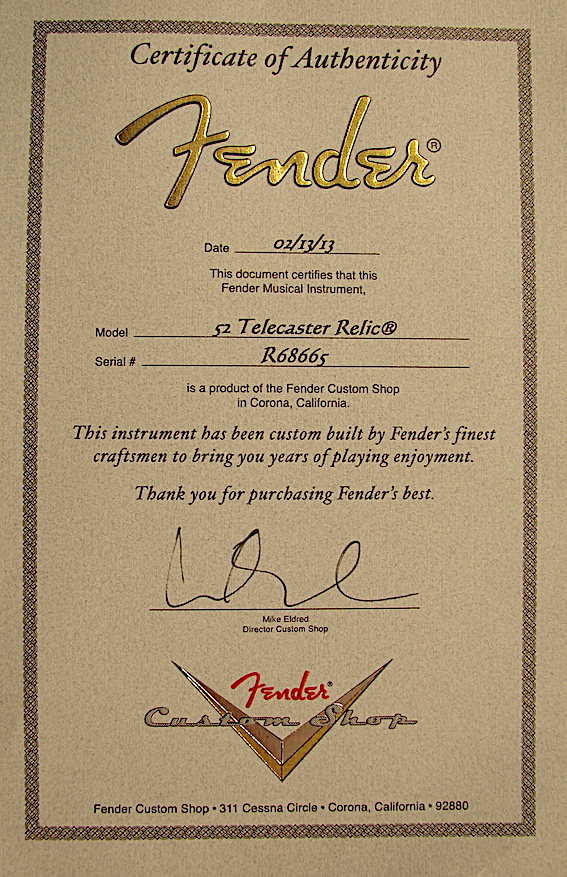 Certificate of Authenticity
Fender®
Date 02/13/13
This document certifies that this
Fender Musical Instrument,
Model 52 Telecaster Relic®
Serial # R68665
is a product of the Fender Custom Shop
in Corona, California.
This instrument has been custom built by Fender's finest
craftsmen to bring you years of playing enjoyment.
Thank you for purchasing Fender's best.
Mike Eldred
Director Custom Shop
Fender®
Custom Shop
Fender Custom Shop • 311 Cessna Circle • Corona, California • 92880